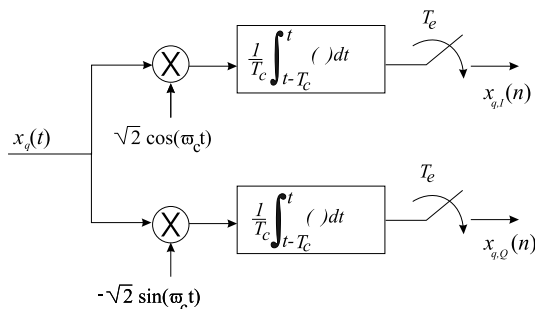 x_q(t)
X
√2 cos(ϖ_c t)
1/T_c ∫_{t-T_c}^{t} ( )dt
T_e
x_{q,I}(n)
X
-√2 sin(ϖ_c t)
1/T_c ∫_{t-T_c}^{t} ( )dt
T_e
x_{q,Q}(n)